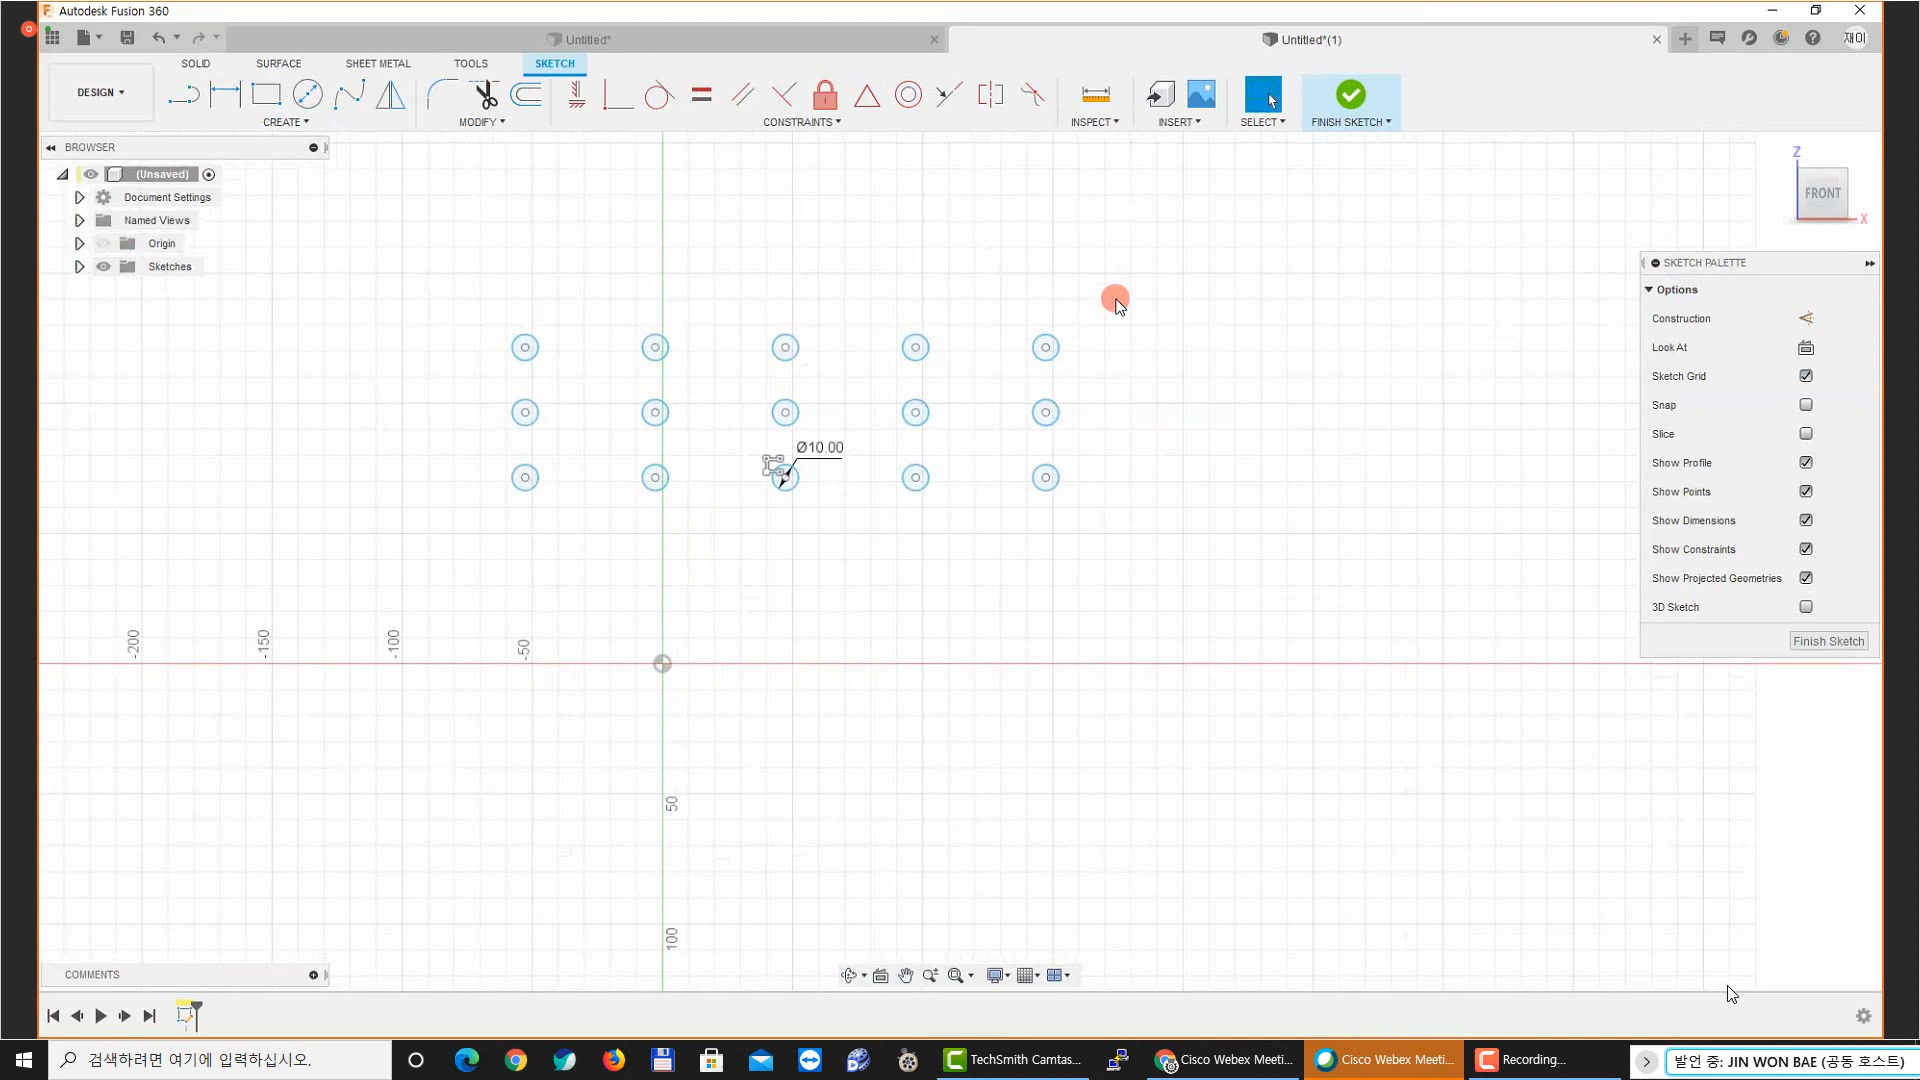 Autodesk Fusion 360
Untitled*
Untitled*(1)
재이
SOLID
SURFACE
SHEET METAL
TOOLS
SKETCH
DESIGN
CREATE
MODIFY
CONSTRAINTS
INSPECT
INSERT
SELECT
FINISH SKETCH
BROWSER
(Unsaved)
Document Settings
Named Views
Origin
Sketches
Z
FRONT
X
SKETCH PALETTE
Options
Construction
Look At
Sketch Grid
Snap
Slice
Show Profile
Show Points
Show Dimensions
Show Constraints
Show Projected Geometries
3D Sketch
Finish Sketch
Ø10.00
-200
-150
-100
-50
50
100
COMMENTS
검색하려면 여기에 입력하십시오.
TechSmith Camtas...
Cisco Webex Meeti...
Cisco Webex Meeti...
Recording...
발언 중: JIN WON BAE (공동 호스트)